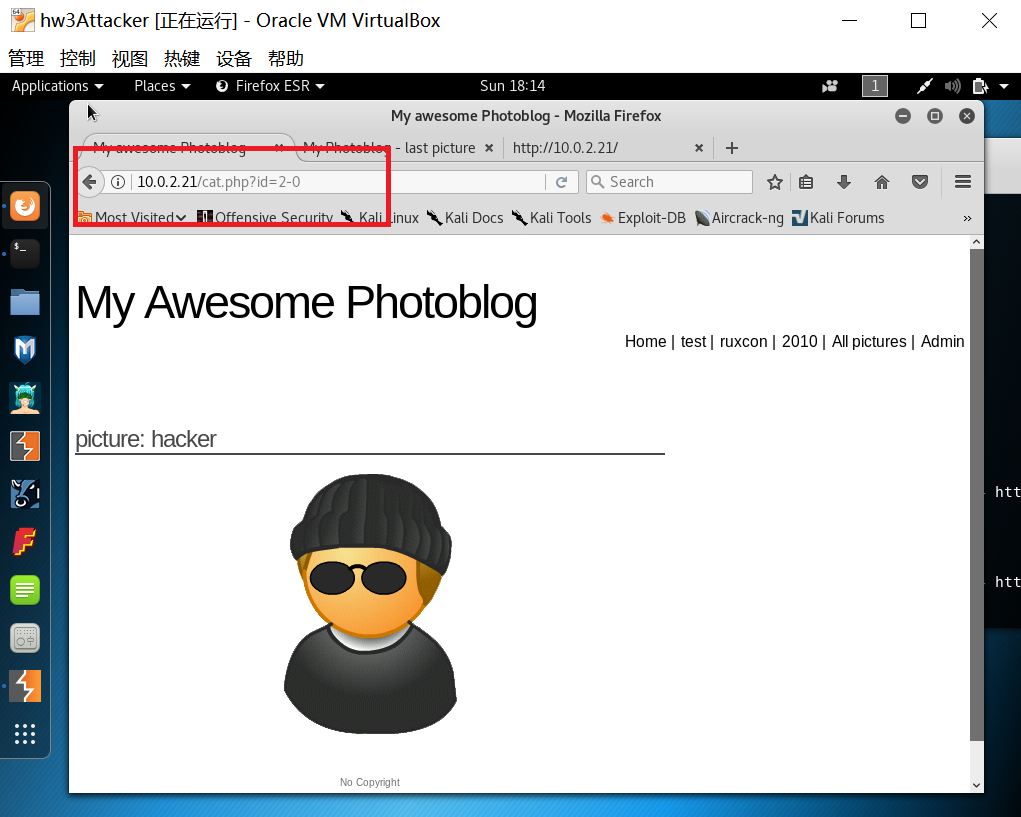 hw3Attacker [正在运行] - Oracle VM VirtualBox
管理 控制 视图 热键 设备 帮助
Applications Places Firefox ESR Sun 18:14 1
My awesome Photoblog - Mozilla Firefox
My awesome Photoblog My Photoblog - last picture http://10.0.2.21/
10.0.2.21/cat.php?id=2-0 Search
Most Visited Offensive Security Kali Linux Kali Docs Kali Tools Exploit-DB Aircrack-ng Kali Forums »
My Awesome Photoblog
Home | test | ruxcon | 2010 | All pictures | Admin
picture: hacker
htt
htt
No Copyright